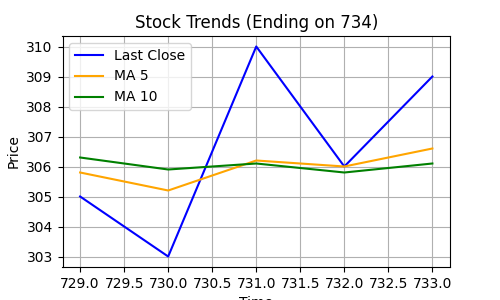 Stock Trends (Ending on 734)
Last Close
MA 5
MA 10
Price
310
309
308
307
306
305
304
303
729.0 729.5 730.0 730.5 731.0 731.5 732.0 732.5 733.0
Time